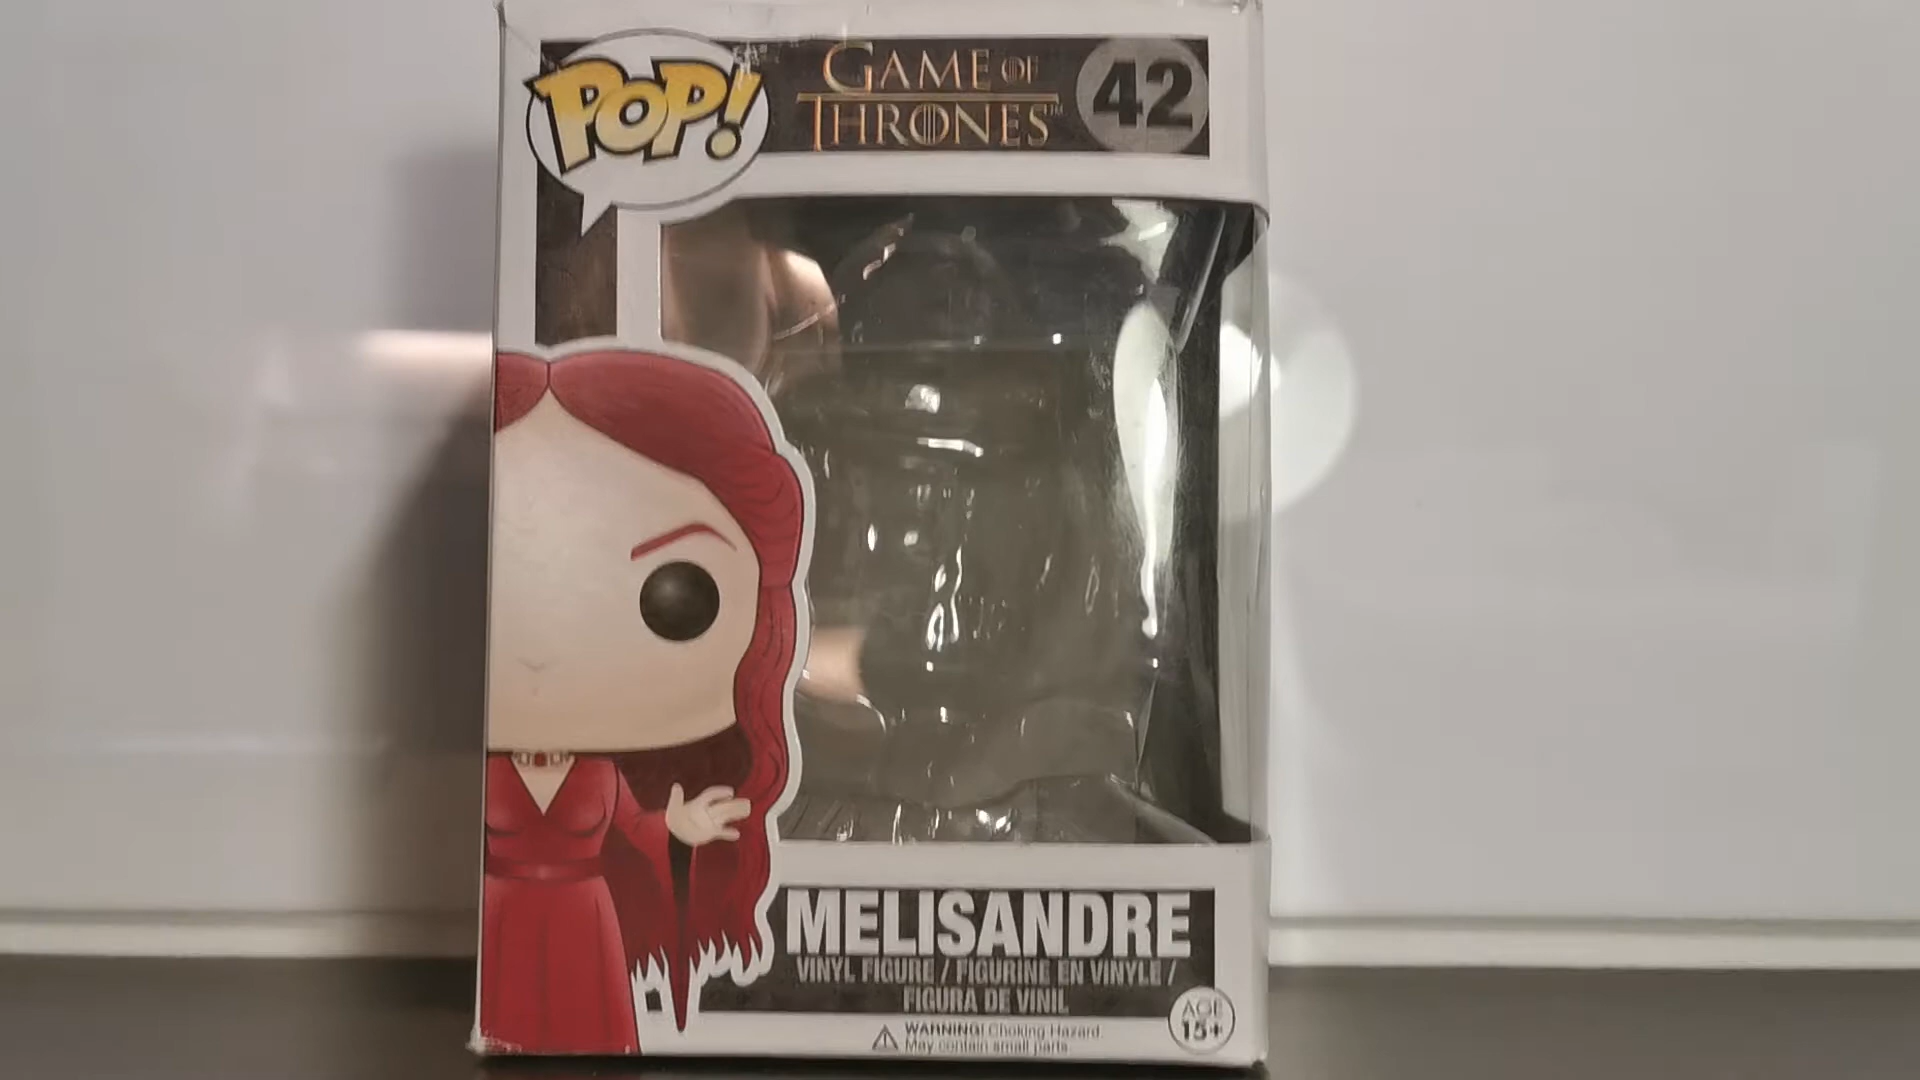 POP!
GAME OF
THRONES™
42
MELISANDRE
VINYL FIGURE / FIGURINE EN VINYLE /
FIGURA DE VINIL
WARNING! Choking Hazard.
May contain small parts.
AGE
15+